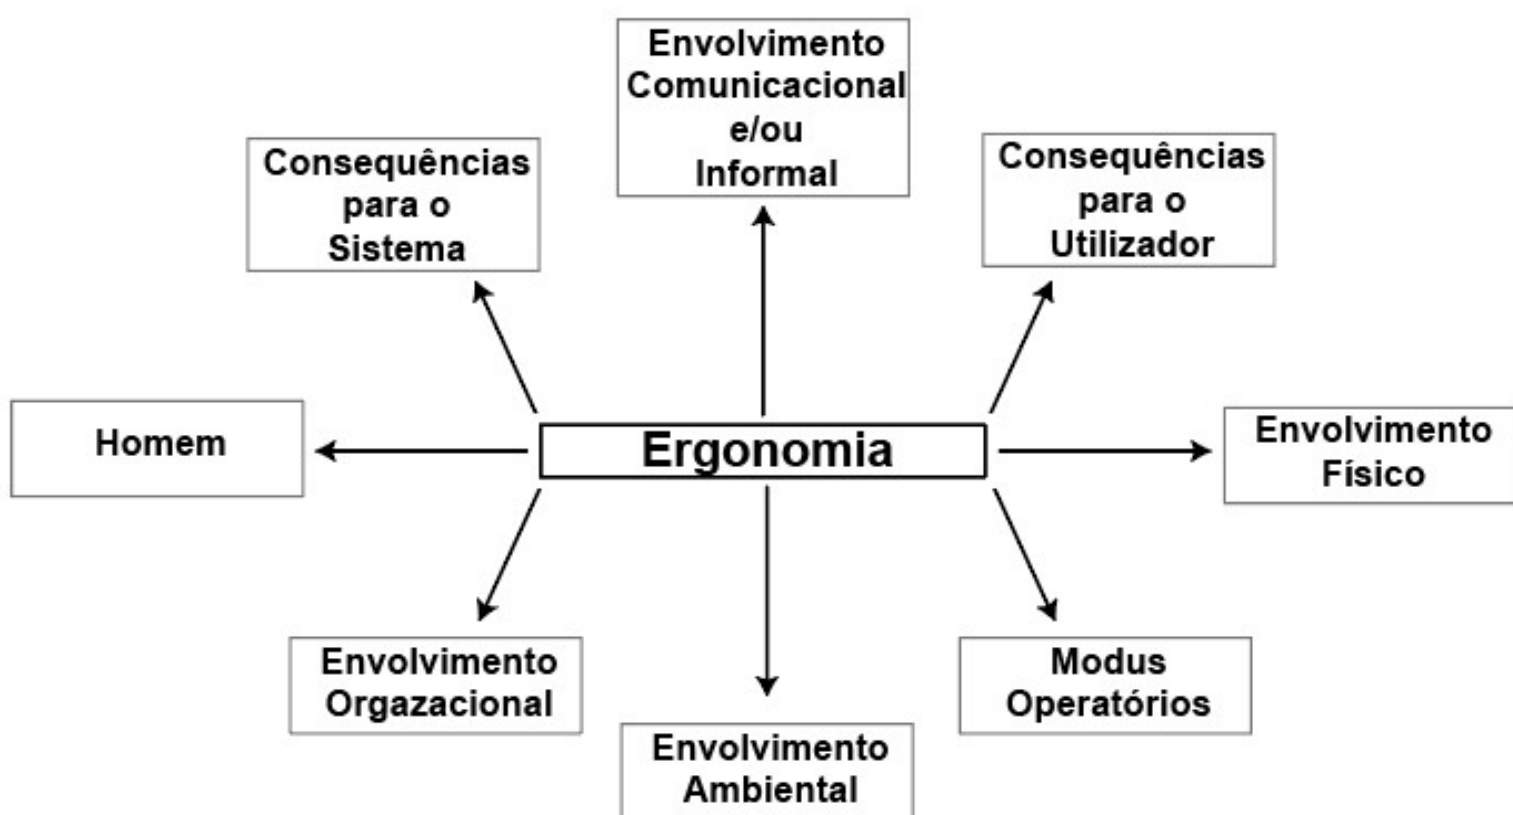 Envolvimento
Comunicacional
e/ou
Informal
Consequências
para o
Sistema
Consequências
para o
Utilizador
Homem
Ergonomia
Envolvimento
Físico
Envolvimento
Orgazacional
Modus
Operatórios
Envolvimento
Ambiental